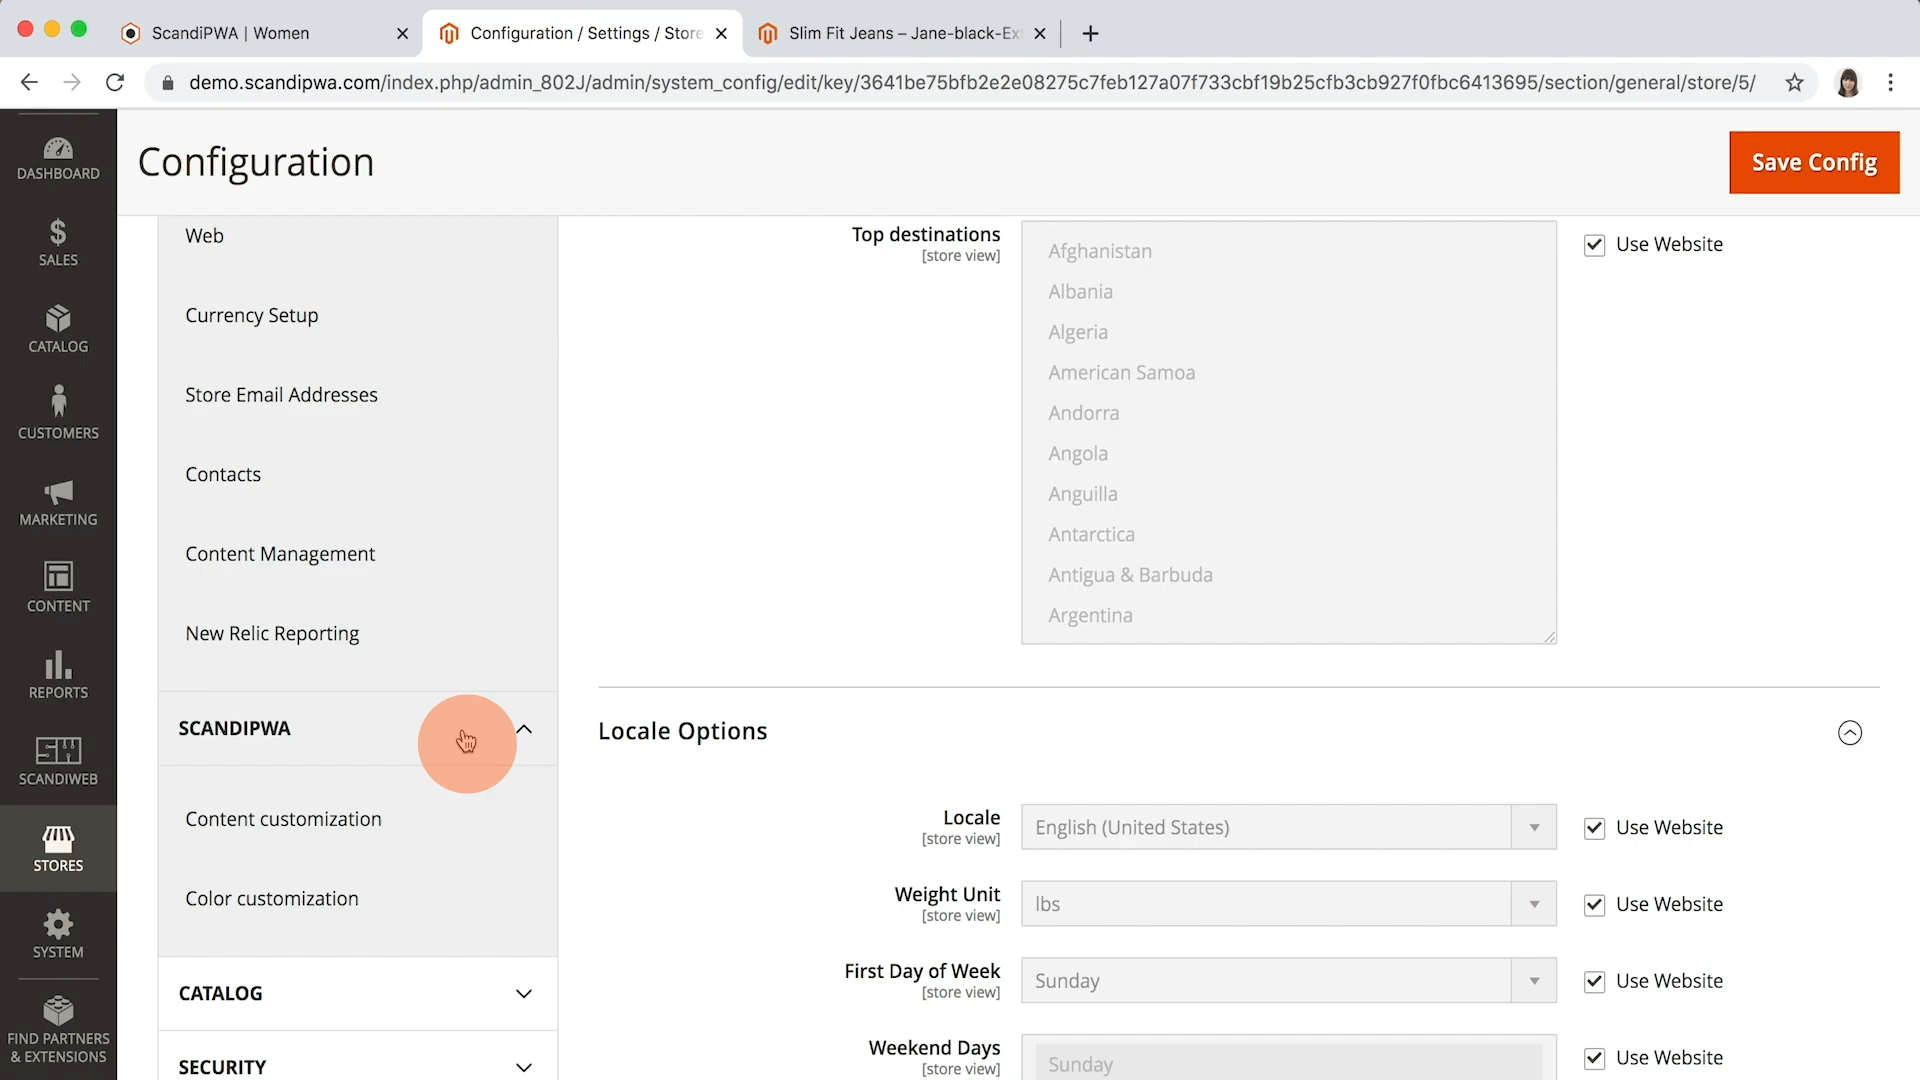 ScandiPWA | Women
Configuration / Settings / Store
Slim Fit Jeans – Jane-black-Ex
demo.scandipwa.com/index.php/admin_802J/admin/system_config/edit/key/3641be75bfb2e2e08275c7feb127a07f733cbf19b25cfb3cb927f0fbc6413695/section/general/store/5/
DASHBOARD
SALES
CATALOG
CUSTOMERS
MARKETING
CONTENT
REPORTS
SCANDIWEB
STORES
SYSTEM
FIND PARTNERS
& EXTENSIONS
Configuration
Save Config
Web
Currency Setup
Store Email Addresses
Contacts
Content Management
New Relic Reporting
SCANDIPWA
Content customization
Color customization
CATALOG
SECURITY
Top destinations
[store view]
Afghanistan
Albania
Algeria
American Samoa
Andorra
Angola
Anguilla
Antarctica
Antigua & Barbuda
Argentina
Use Website
Locale Options
Locale
[store view]
English (United States)
Use Website
Weight Unit
[store view]
lbs
Use Website
First Day of Week
[store view]
Sunday
Use Website
Weekend Days
[store view]
Sunday
Use Website